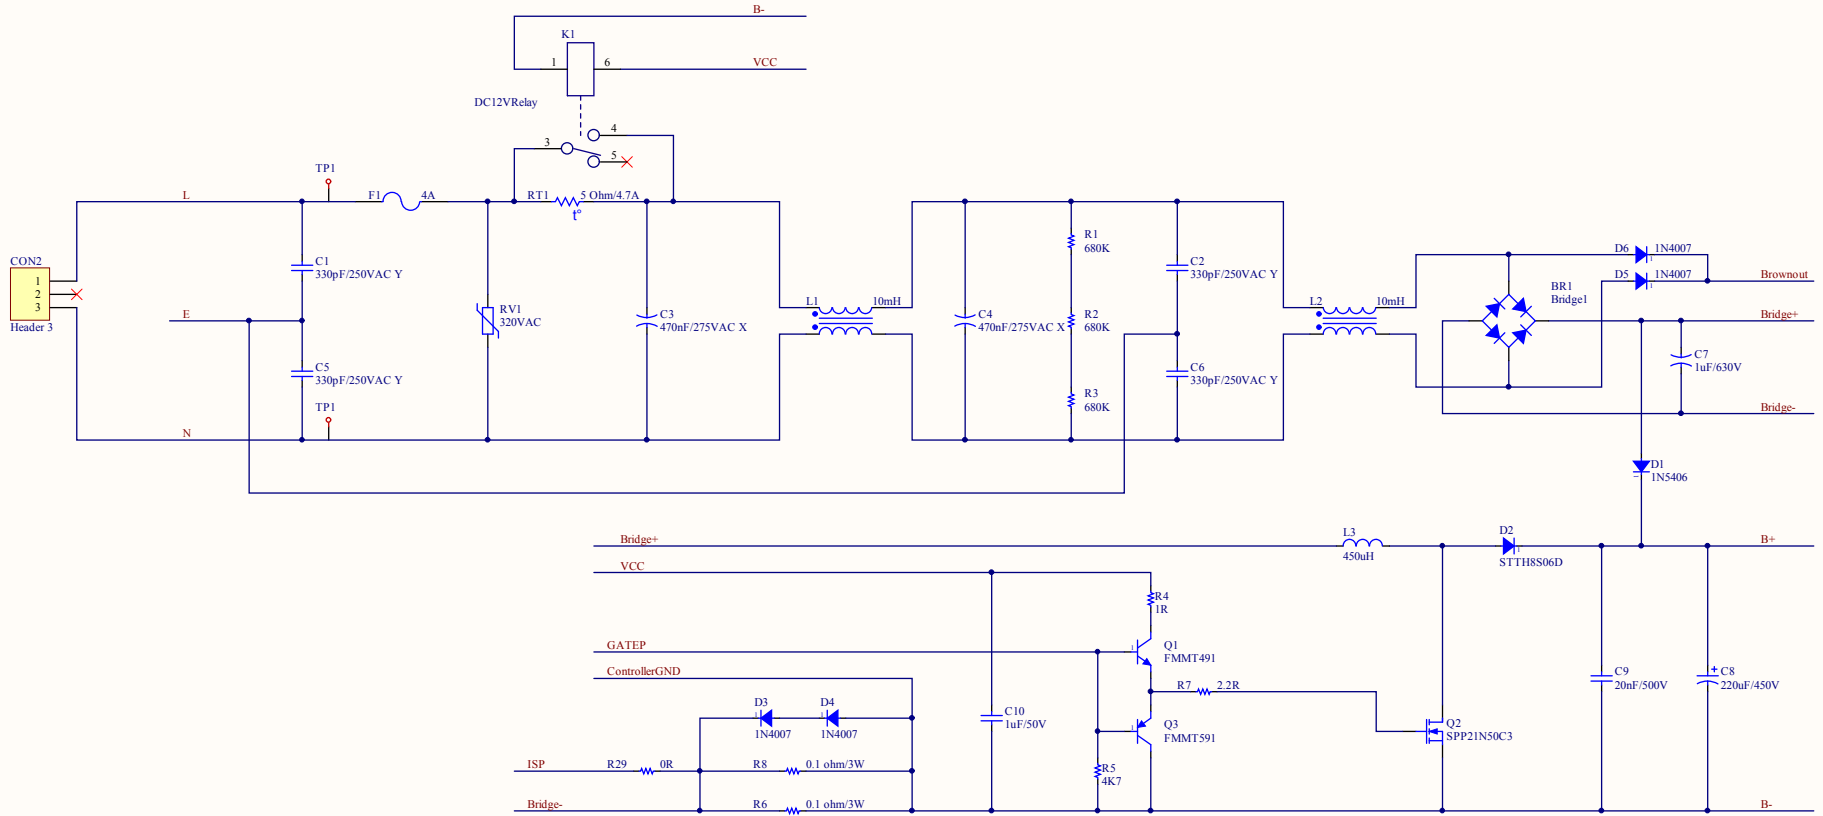 B-
K1
1
6
VCC
DC12VRelay
4
3
5
TP1
L
F1
4A
RT1
5 Ohm/4.7A
t°
R1
680K
D6
1N4007
CON2
C1
330pF/250VAC Y
C2
330pF/250VAC Y
D5
1N4007
Brownout
1
2
3
Header 3
L1
10mH
L2
10mH
BR1
Bridge1
E
RV1
320VAC
C3
470nF/275VAC X
C4
470nF/275VAC X
R2
680K
Bridge+
C7
1uF/630V
C5
330pF/250VAC Y
C6
330pF/250VAC Y
R3
680K
TP1
Bridge-
N
D1
1N5406
Bridge+
L3
450uH
D2
1
STTH8S06D
B+
VCC
R4
1R
GATEP
1
Q1
FMMT491
ControllerGND
C9
20nF/500V
C8
220uF/450V
R7
2.2R
D3
1N4007
D4
1N4007
C10
1uF/50V
1
Q3
FMMT591
Q2
SPP21N50C3
ISP
R29
0R
R8
0.1 ohm/3W
R5
4K7
Bridge-
R6
0.1 ohm/3W
B-